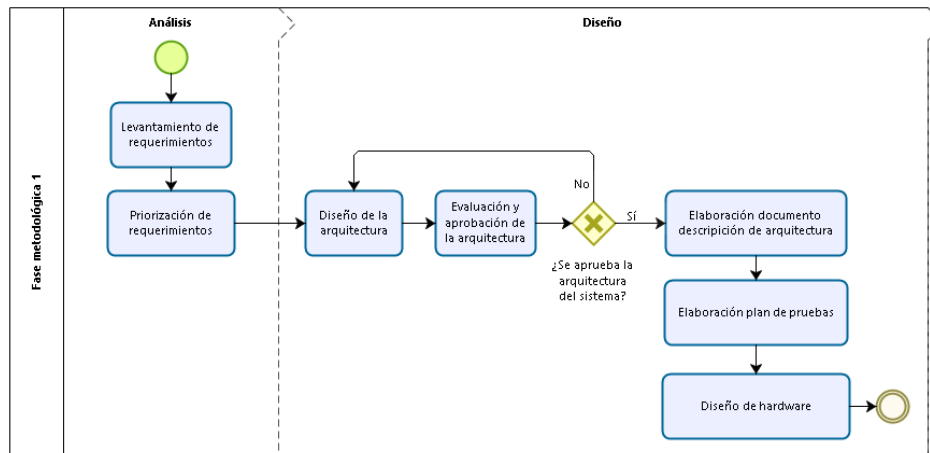 Análisis
Diseño
Fase metodológica 1
Levantamiento de
requerimientos
Priorización de
requerimientos
Diseño de la
arquitectura
Evaluación y
aprobación de
la arquitectura
No
Sí
¿Se aprueba la
arquitectura
del sistema?
Elaboración documento
descripición de arquitectura
Elaboración plan de pruebas
Diseño de hardware